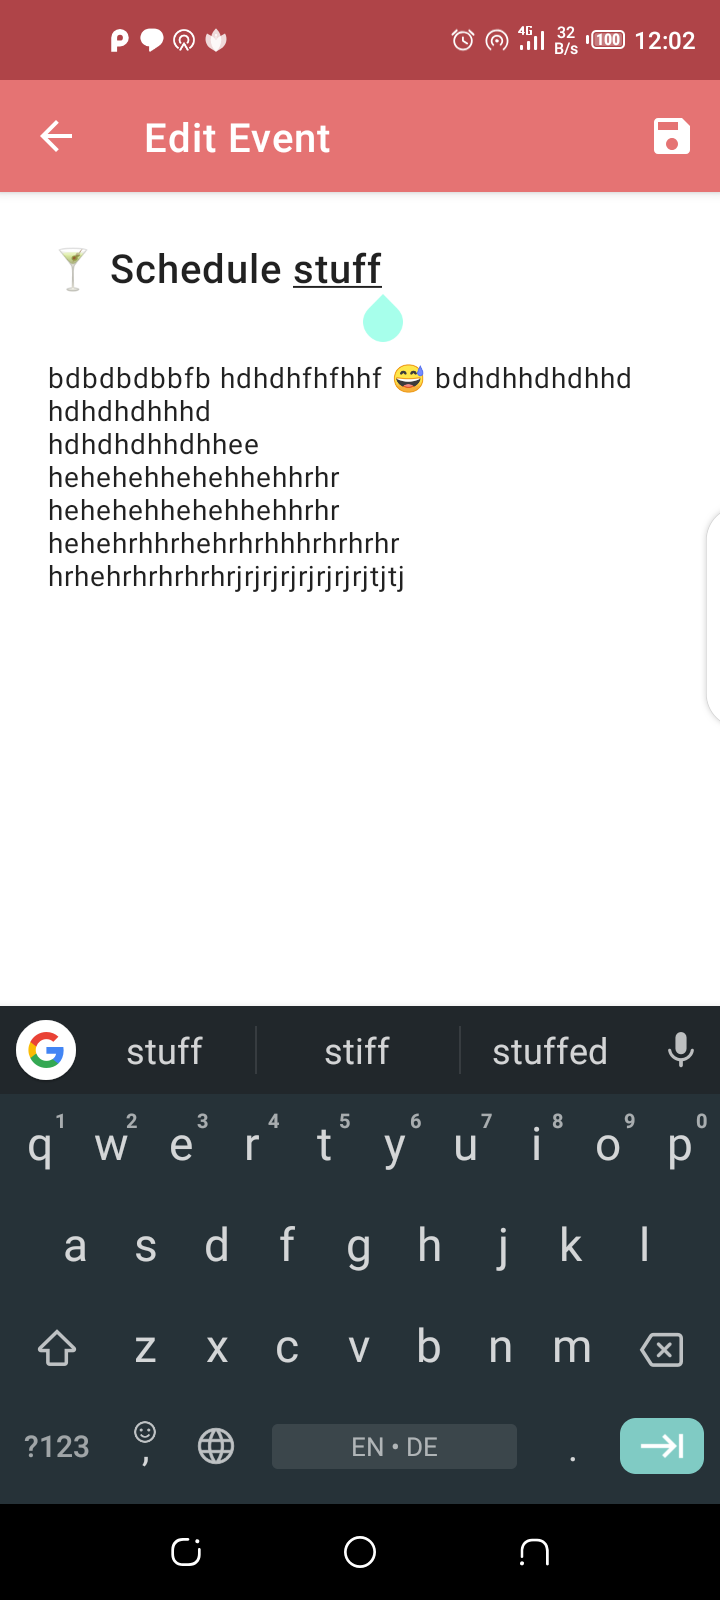 4G 32 B/s 100 12:02
Edit Event
🍸 Schedule stuff
bdbdbdbbfb hdhdhfhfhhf 😅 bdhdhhdhdhhd
hdhdhdhhhd
hdhdhdhhdhhee
hehehehhehehhehhrhr
hehehehhehehhehhrhr
hehehrhhrhehrhrhhhrhrhrhr
hrhehrhrhrhrhrjrjrjrjrjrjrjrjtjtj
stuff stiff stuffed
1 2 3 4 5 6 7 8 9 0
q w e r t y u i o p
a s d f g h j k l
z x c v b n m
?123 , EN • DE .